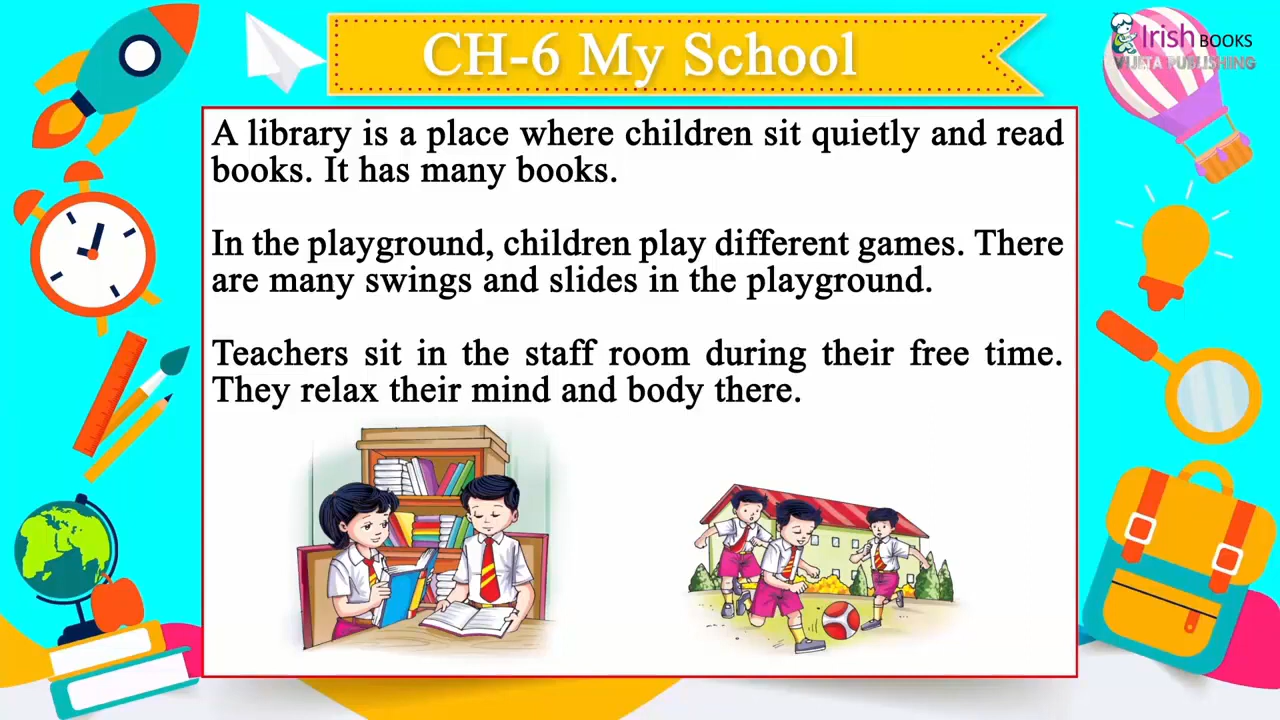 CH-6 My School
Irish BOOKS
A library is a place where children sit quietly and read
books. It has many books.
In the playground, children play different games. There
are many swings and slides in the playground.
Teachers sit in the staff room during their free time.
They relax their mind and body there.